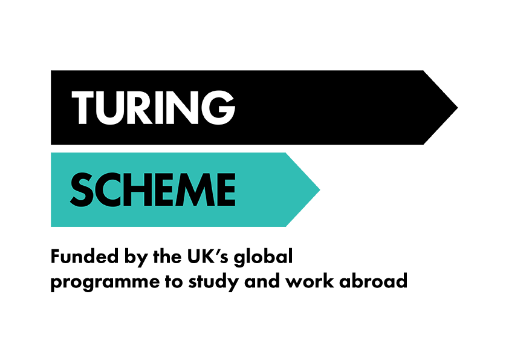 TURING
SCHEME
Funded by the UK’s global
programme to study and work abroad